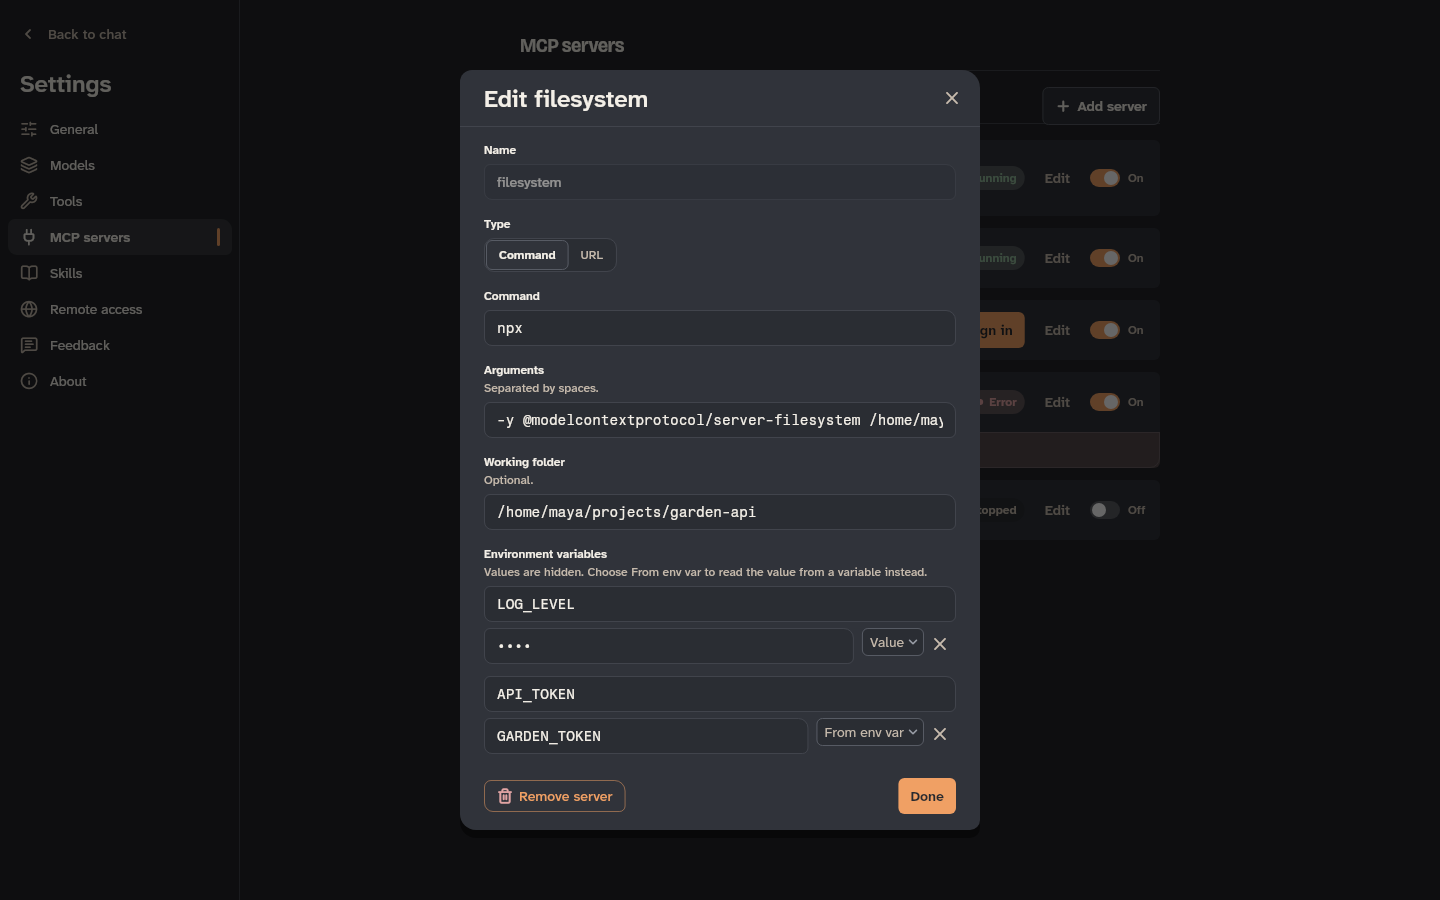 Back to chat
Settings
General
Models
Tools
MCP servers
Skills
Remote access
Feedback
About
MCP servers
Add server
Edit
On
Edit
On
Edit
On
Error
Edit
On
Edit
Off
Edit filesystem
Name
filesystem
Type
Command URL
Command
npx
Arguments
Separated by spaces.
-y @modelcontextprotocol/server-filesystem /home/may
Working folder
Optional.
/home/maya/projects/garden-api
Environment variables
Values are hidden. Choose From env var to read the value from a variable instead.
LOG_LEVEL
•••• Value
API_TOKEN
GARDEN_TOKEN From env var
Remove server Done